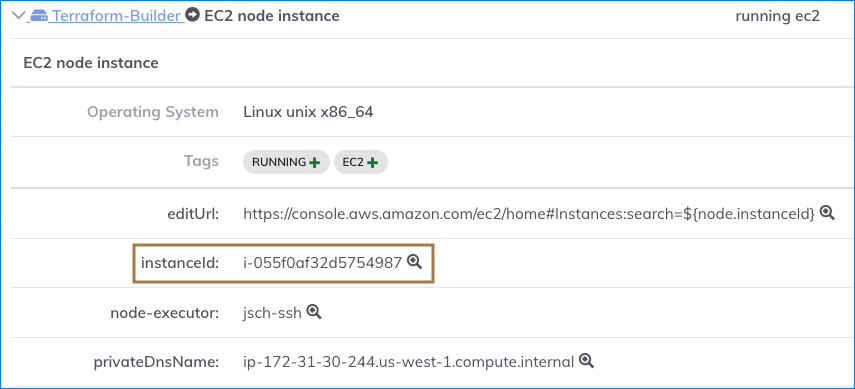 Terraform-Builder EC2 node instance running ec2
EC2 node instance
Operating System Linux unix x86_64
Tags RUNNING EC2
editUrl: https://console.aws.amazon.com/ec2/home#Instances:search=${node.instanceId}
instanceId: i-055f0af32d5754987
node-executor: jsch-ssh
privateDnsName: ip-172-31-30-244.us-west-1.compute.internal